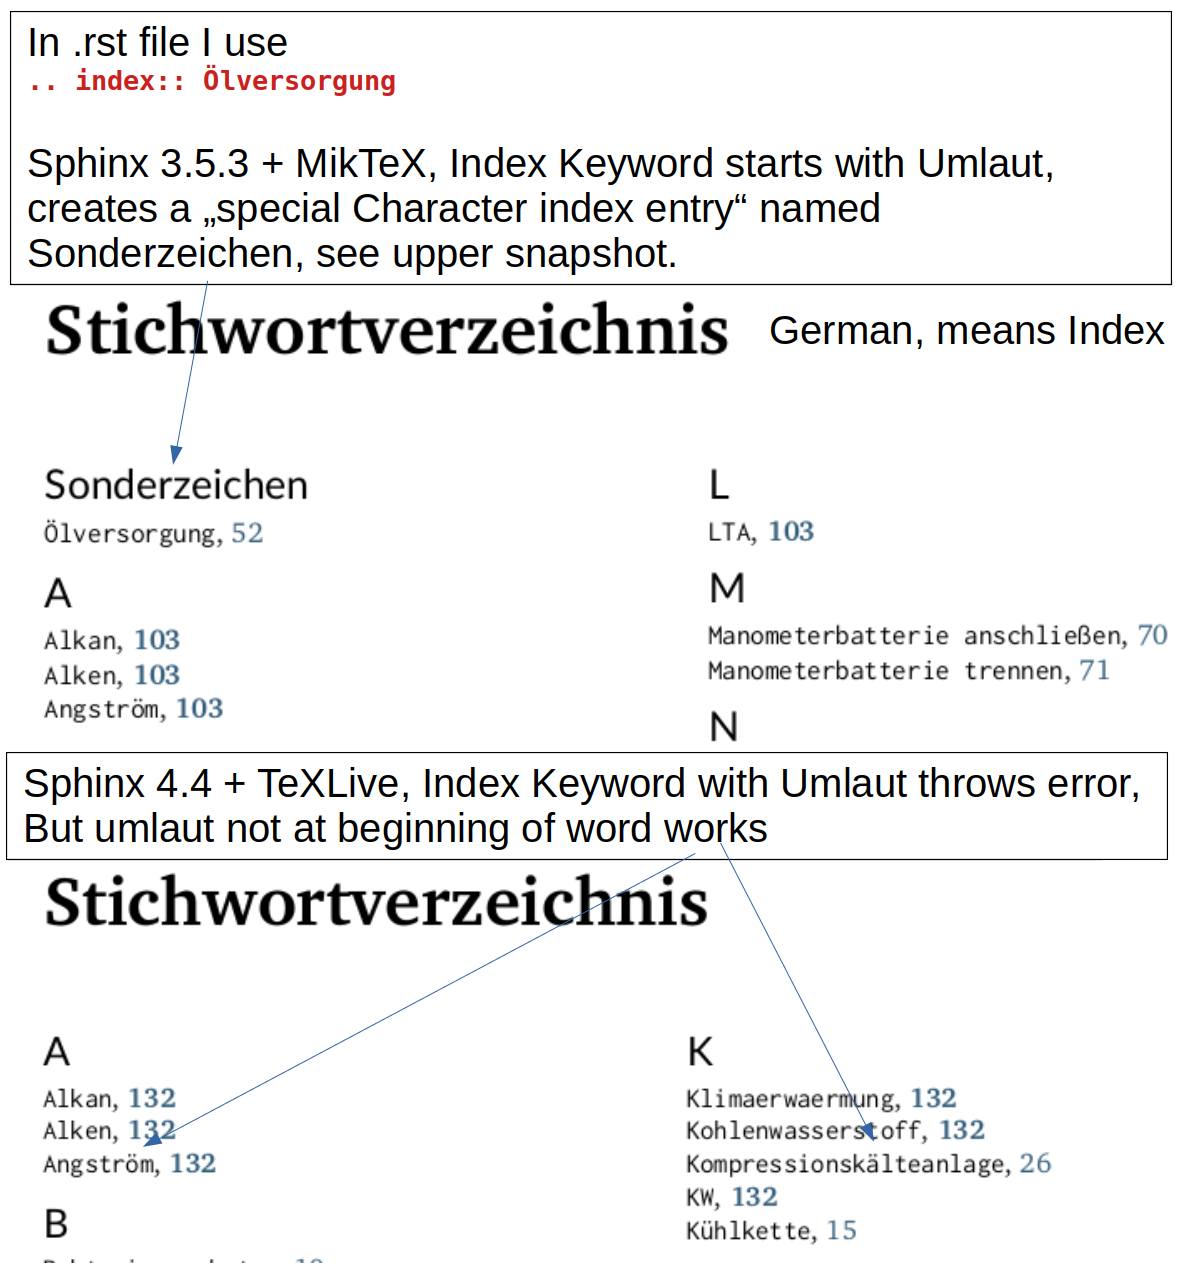 In .rst file I use
.. index:: Ölversorgung
Sphinx 3.5.3 + MikTeX, Index Keyword starts with Umlaut,
creates a „special Character index entry“ named
Sonderzeichen, see upper snapshot.
Stichwortverzeichnis
German, means Index
Sonderzeichen
Ölversorgung, 52
A
Alkan, 103
Alken, 103
Angström, 103
L
LTA, 103
M
Manometerbatterie anschließen, 70
Manometerbatterie trennen, 71
N
Sphinx 4.4 + TeXLive, Index Keyword with Umlaut throws error,
But umlaut not at beginning of word works
Stichwortverzeichnis
A
Alkan, 132
Alken, 132
Angström, 132
B
K
Klimaerwaermung, 132
Kohlenwasserstoff, 132
Kompressionskälteanlage, 26
KW, 132
Kühlkette, 15